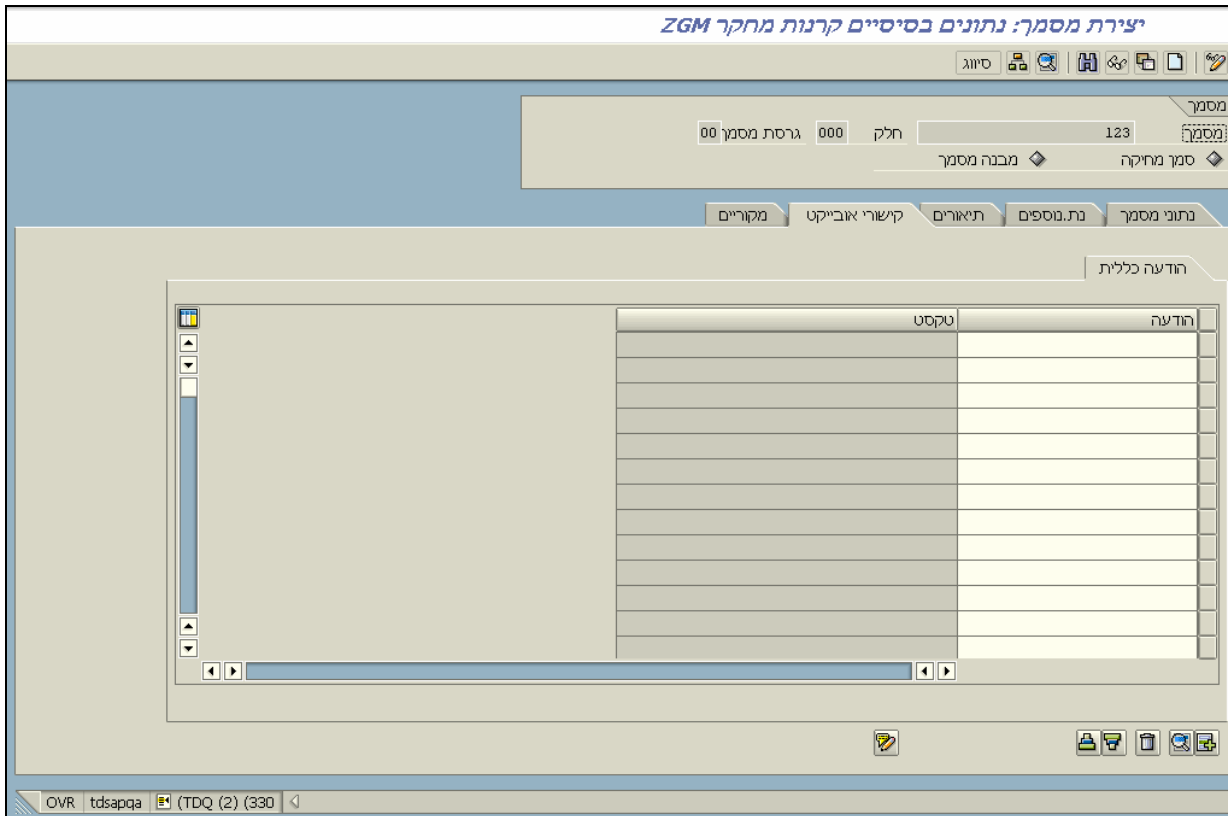 יצירת מסמך: נתונים בסיסיים קרנות מחקר ZGM
סיווג
מסמך
מסמך 123 חלק 000 גרסת מסמך 00
סמן מחיקה מבנה מסמך
נתוני מסמך נת.נוספים תיאורים קישורי אובייקט מקוריים
הודעה כללית
הודעה טקסט
OVR tdsapqa (TDQ (2) (330